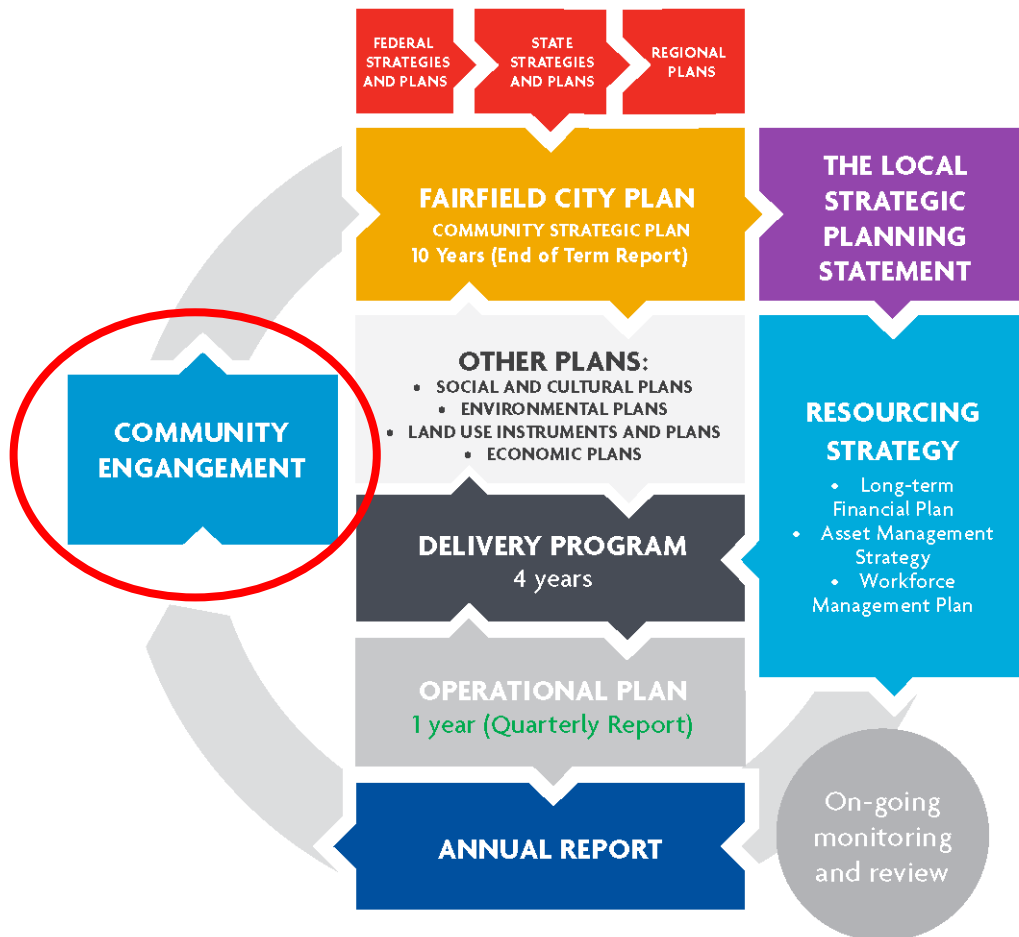 FEDERAL
STRATEGIES
AND PLANS
STATE
STRATEGIES
AND PLANS
REGIONAL
PLANS
FAIRFIELD CITY PLAN
COMMUNITY STRATEGIC PLAN
10 Years (End of Term Report)
THE LOCAL
STRATEGIC
PLANNING
STATEMENT
COMMUNITY
ENGANGEMENT
OTHER PLANS:
• SOCIAL AND CULTURAL PLANS
• ENVIRONMENTAL PLANS
• LAND USE INSTRUMENTS AND PLANS
• ECONOMIC PLANS
RESOURCING
STRATEGY
• Long-term
Financial Plan
• Asset Management
Strategy
• Workforce
Management Plan
DELIVERY PROGRAM
4 years
OPERATIONAL PLAN
1 year (Quarterly Report)
ANNUAL REPORT
On-going
monitoring
and review